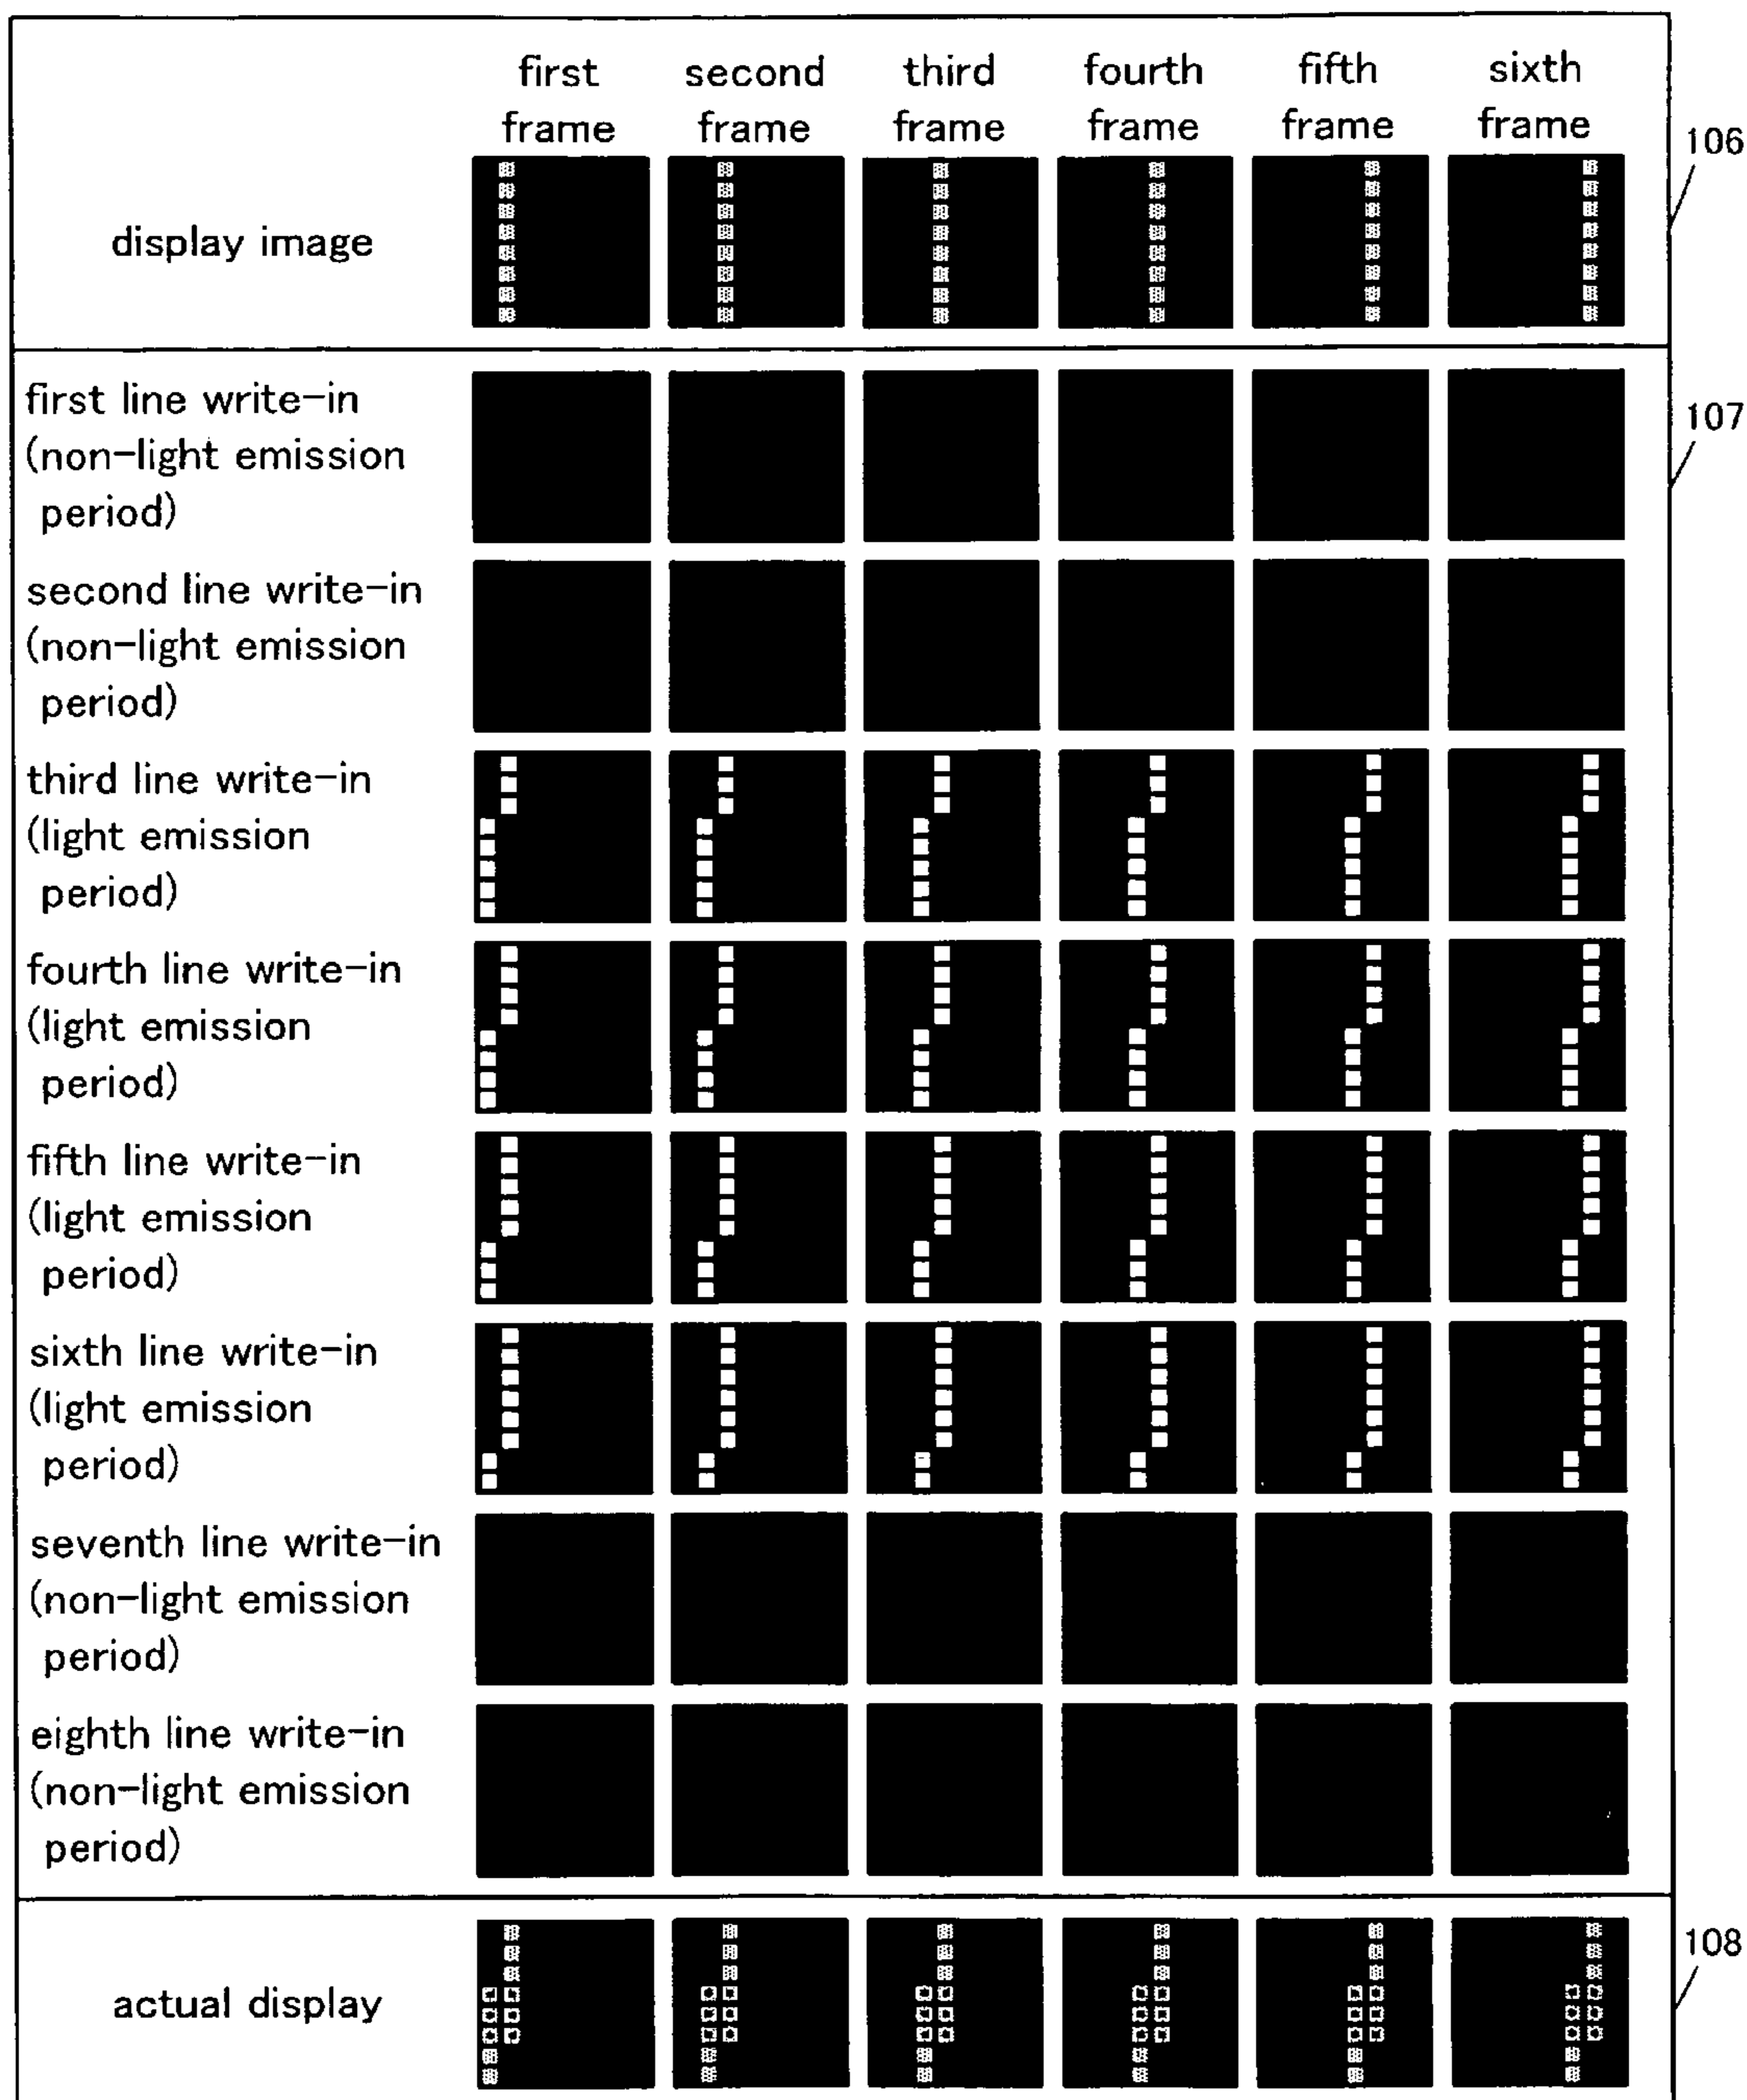 first second third fourth fifth sixth
frame frame frame frame frame frame
106
display image
first line write-in
107
(non-light emission
period)
second line write-in
(non-light emission
period)
third line write-in
(light emission
period)
fourth line write-in
(light emission
period)
fifth line write-in
(light emission
period)
sixth line write-in
(light emission
period)
seventh line write-in
(non-light emission
period)
eighth line write-in
(non-light emission
period)
108
actual display